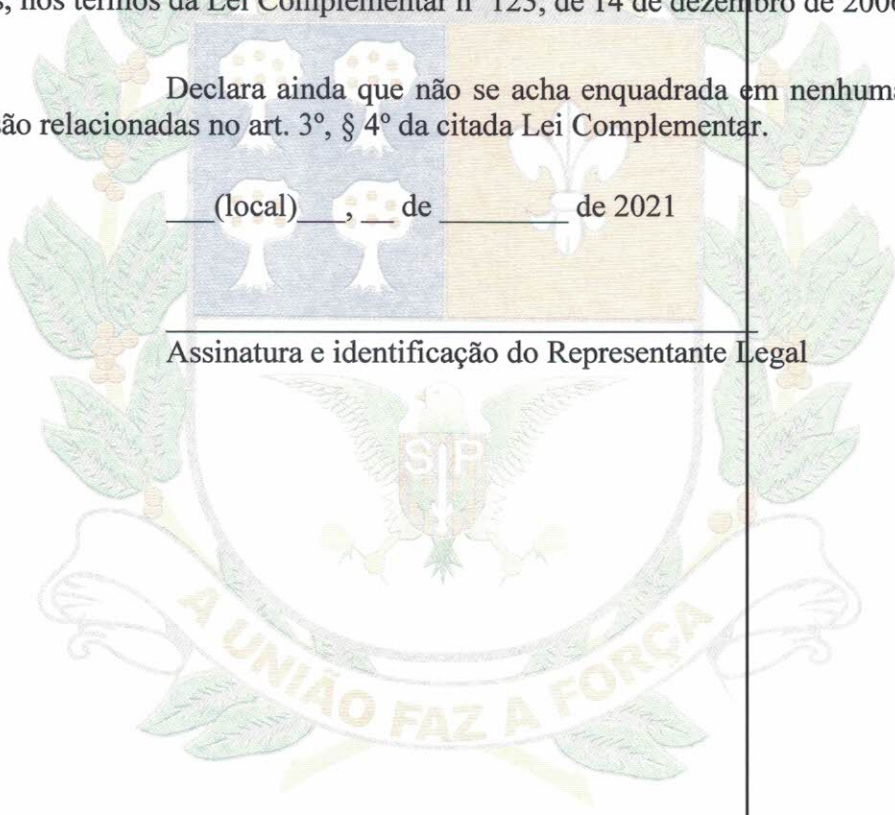 s, nos termos da Lei Complementar nº 123, de 14 de dezembro de 2006
Declara ainda que não se acha enquadrada em nenhuma
são relacionadas no art. 3º, § 4º da citada Lei Complementar.
___(local)___, __ de ________ de 2021
Assinatura e identificação do Representante Legal
SP
A UNIÃO FAZ A FORÇA